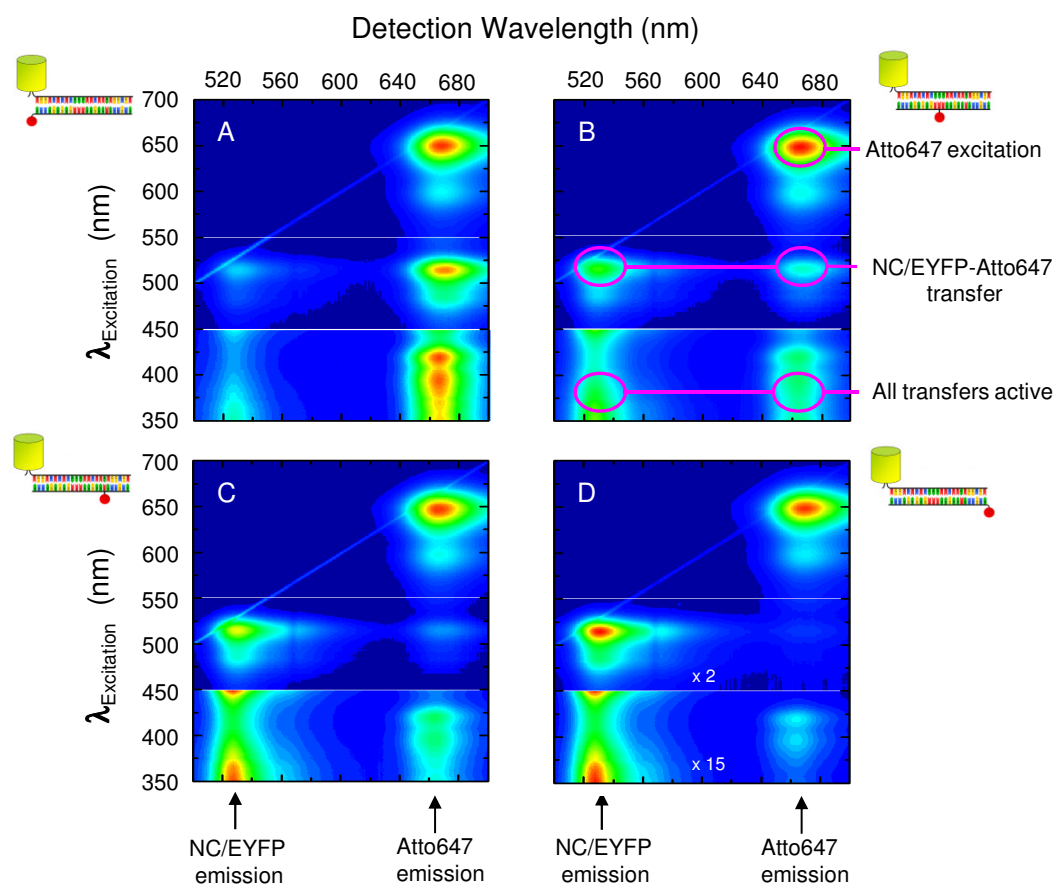 Detection Wavelength (nm)
520 560 600 640 680
520 560 600 640 680
700
650
600
550
500
450
400
350
λExcitation (nm)
A
B
Atto647 excitation
NC/EYFP-Atto647
transfer
All transfers active
700
650
600
550
500
450
400
350
λExcitation (nm)
C
D
x 2
x 15
NC/EYFP
emission
Atto647
emission
NC/EYFP
emission
Atto647
emission